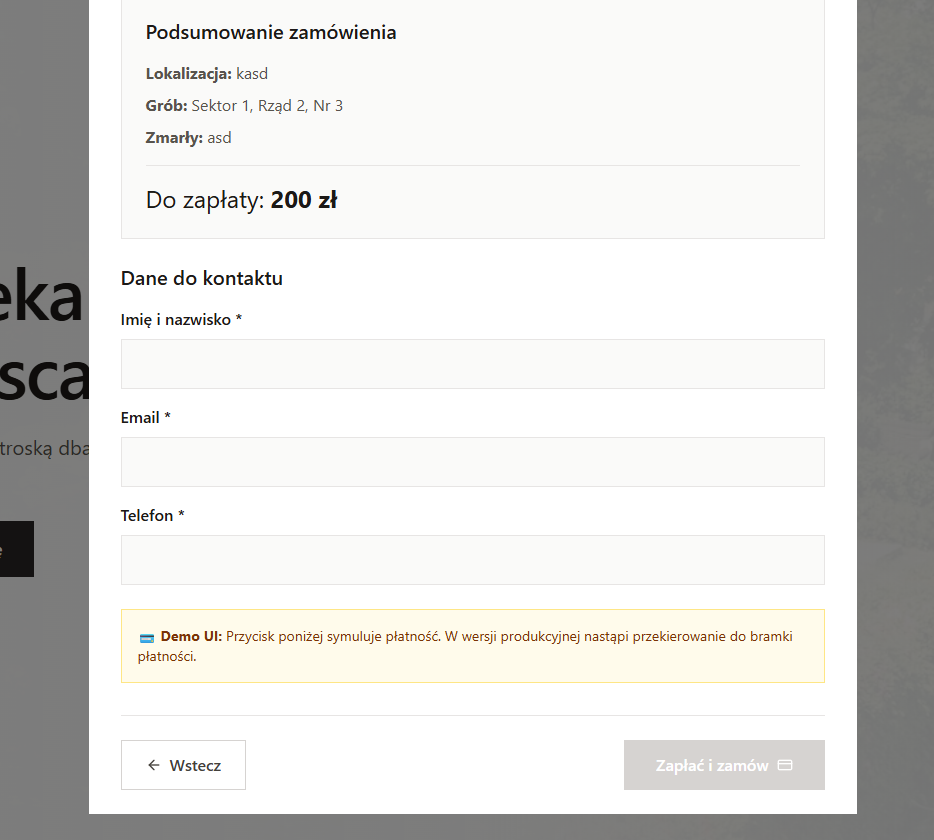 Podsumowanie zamówienia
Lokalizacja: kasd
Grób: Sektor 1, Rząd 2, Nr 3
Zmarły: asd
Do zapłaty: 200 zł
Dane do kontaktu
eka
Imię i nazwisko *
sca
Email *
troską dba
Telefon *
Demo UI: Przycisk poniżej symuluje płatność. W wersji produkcyjnej nastąpi przekierowanie do bramki
płatności.
Wstecz
Zapłać i zamów